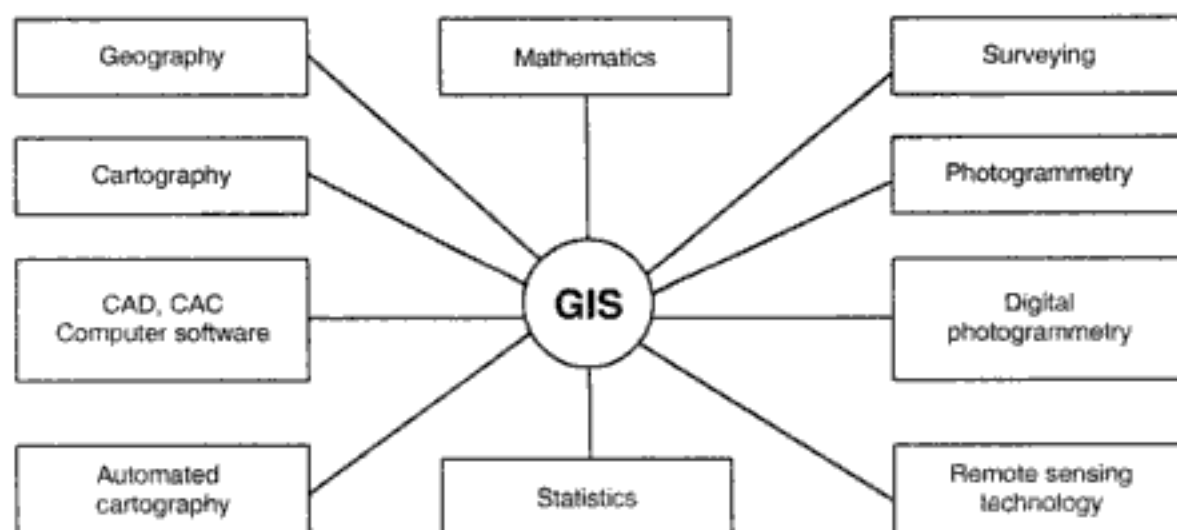 Geography
Mathematics
Surveying
Cartography
Photogrammetry
CAD, CAC
Computer software
GIS
Digital
photogrammetry
Automated
cartography
Statistics
Remote sensing
technology